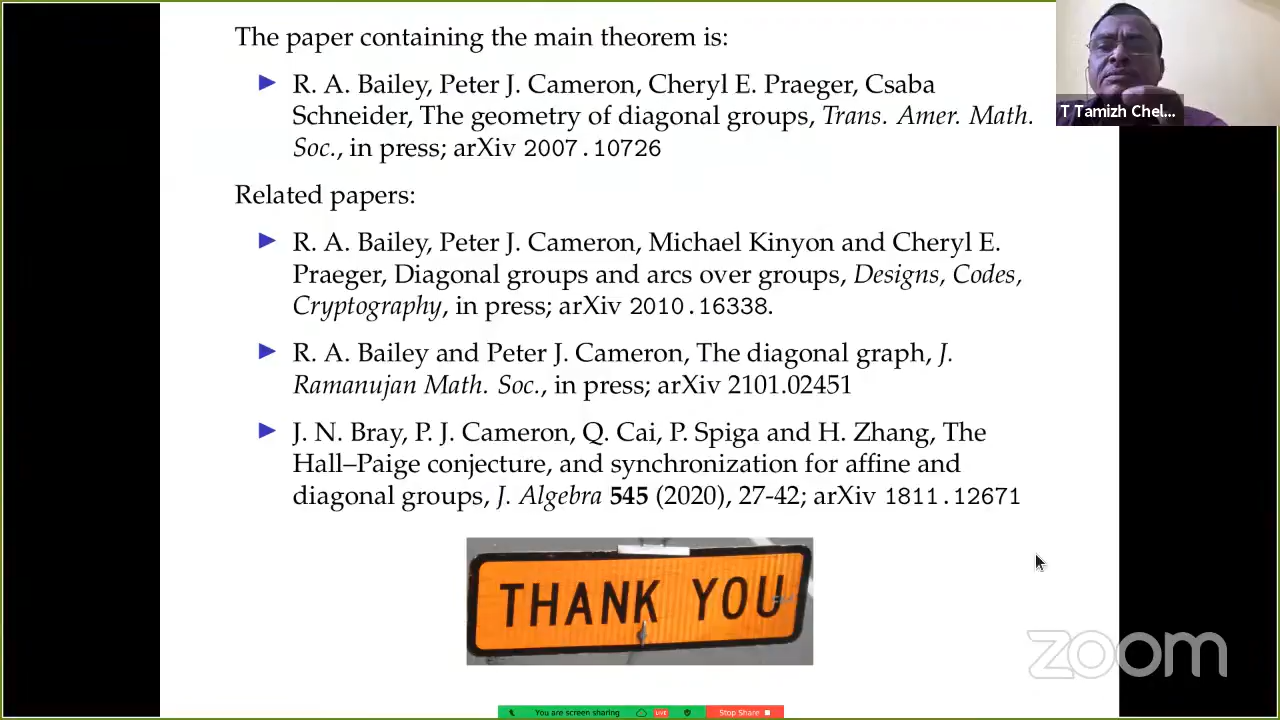 The paper containing the main theorem is:
▶ R. A. Bailey, Peter J. Cameron, Cheryl E. Praeger, Csaba
Schneider, The geometry of diagonal groups, Trans. Amer. Math.
Soc., in press; arXiv 2007.10726
T Tamizh Chel...
Related papers:
▶ R. A. Bailey, Peter J. Cameron, Michael Kinyon and Cheryl E.
Praeger, Diagonal groups and arcs over groups, Designs, Codes,
Cryptography, in press; arXiv 2010.16338.
▶ R. A. Bailey and Peter J. Cameron, The diagonal graph, J.
Ramanujan Math. Soc., in press; arXiv 2101.02451
▶ J. N. Bray, P. J. Cameron, Q. Cai, P. Spiga and H. Zhang, The
Hall–Paige conjecture, and synchronization for affine and
diagonal groups, J. Algebra 545 (2020), 27-42; arXiv 1811.12671
THANK YOU
zoom
You are screen sharing LIVE Stop Share